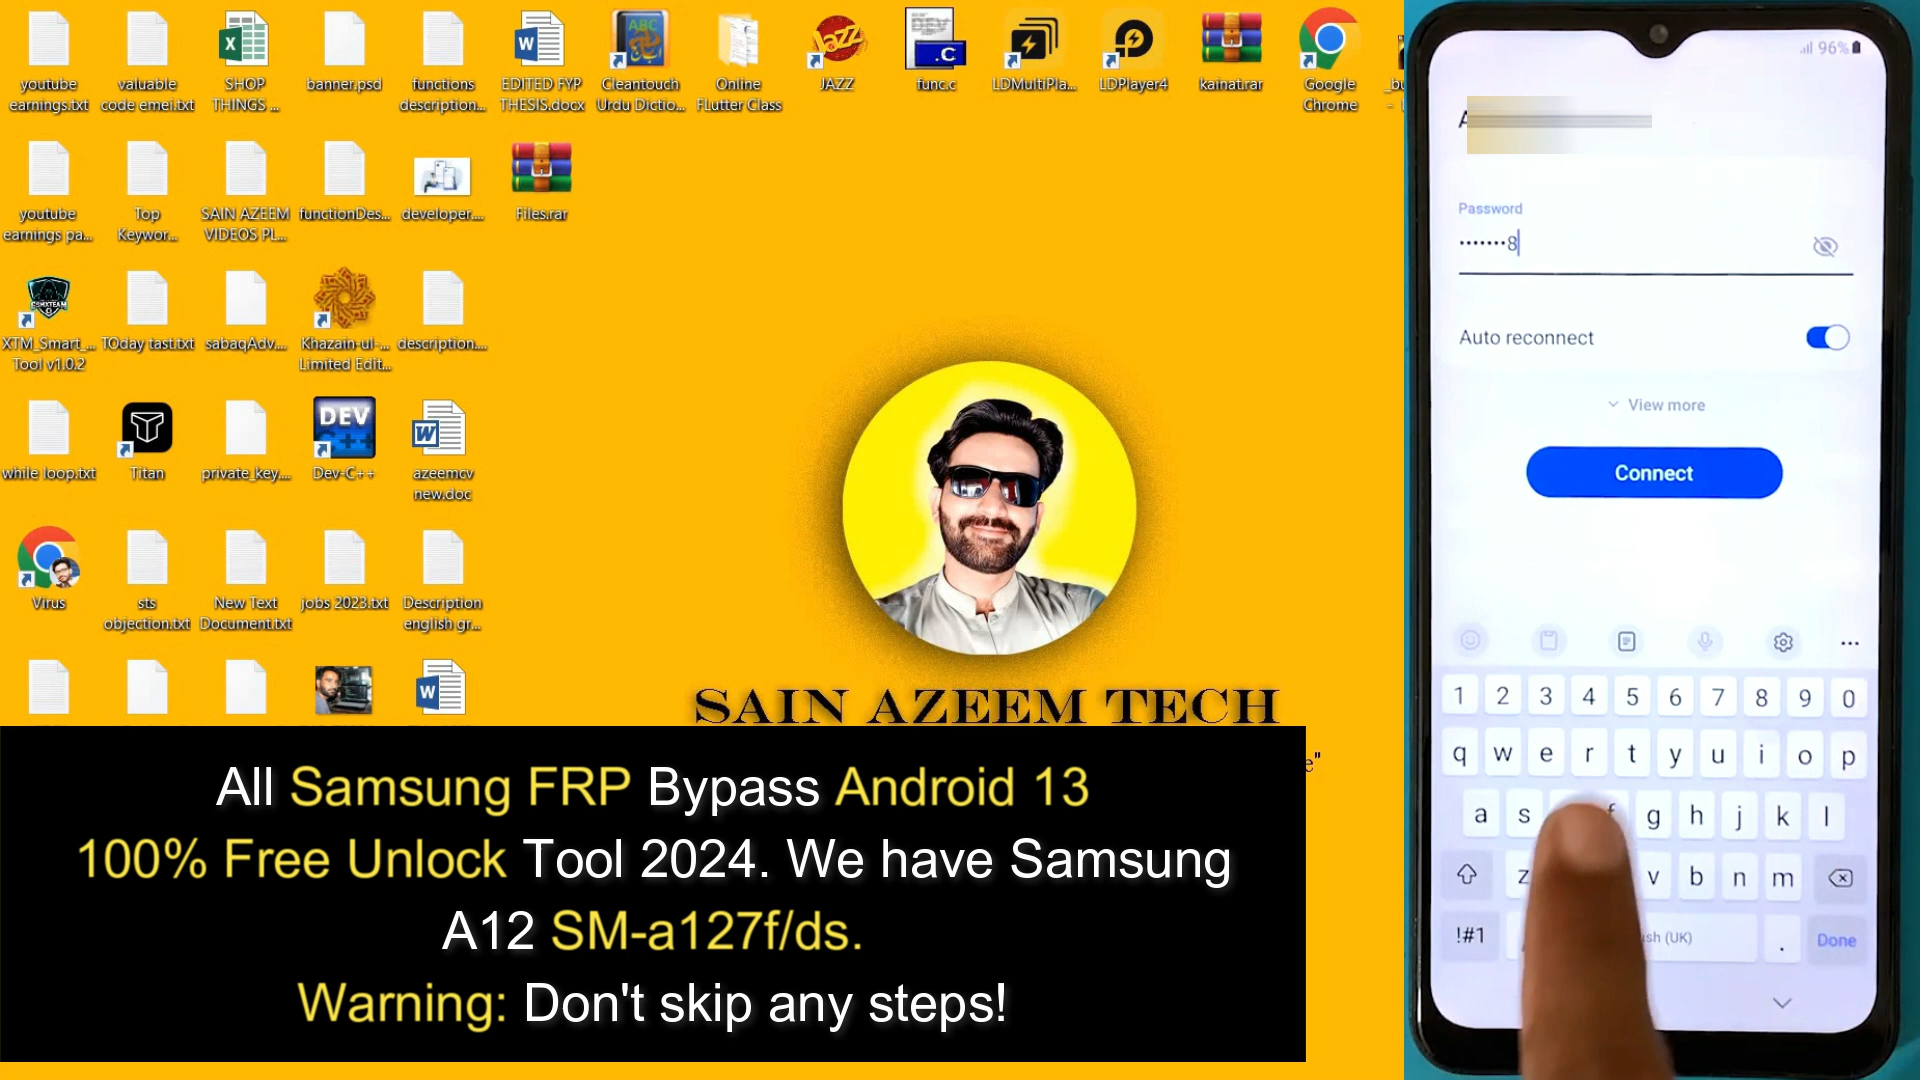 youtube earnings.txt
valuable code emei.txt
SHOP THINGS ...
banner.psd
functions description...
EDITED FYP THESIS.docx
Cleantouch Urdu Dictio...
Online FLutter Class
JAZZ
func.c
LDMultiPla...
LDPlayer4
kainat.rar
Google Chrome
youtube earnings pa...
Top Keywor...
SAIN AZEEM VIDEOS PL...
functionDes...
developer....
Files.rar
XTM_Smart_... Tool v1.0.2
TOday tast.txt
sabaqAdv....
Khazain-ul-... Limited Edit...
description....
while loop.txt
Titan
private_key....
DEV C++
Dev-C++
azeemcv new.doc
Virus
sts objection.txt
New Text Document.txt
jobs 2023.txt
Description english gr...
SAIN AZEEM TECH
All Samsung FRP Bypass Android 13
100% Free Unlock Tool 2024. We have Samsung
A12 SM-a127f/ds.
Warning: Don't skip any steps!
96%
Password
•••••••8
Auto reconnect
View more
Connect
1 2 3 4 5 6 7 8 9 0
q w e r t y u i o p
a s f g h j k l
z v b n m
!#1 (UK) . Done